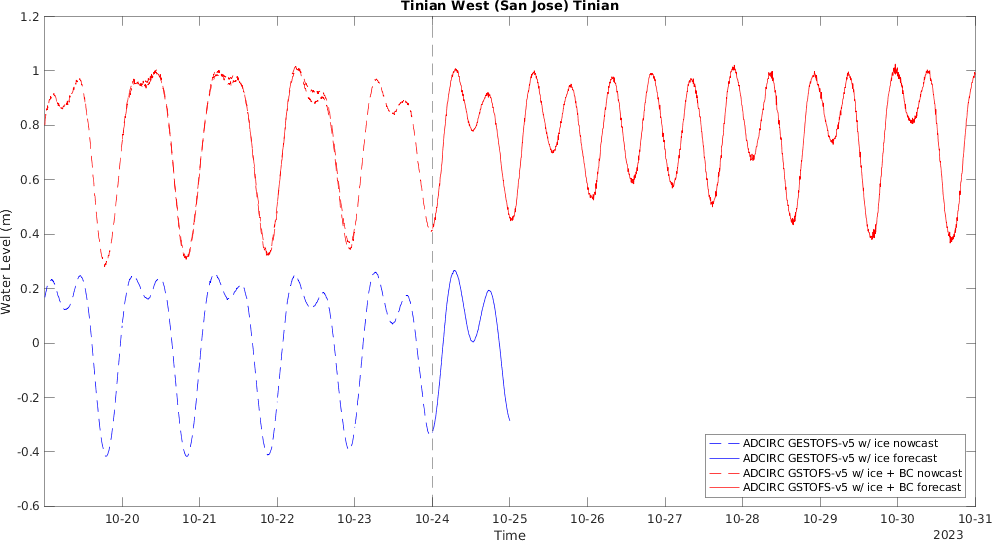 Tinian West (San Jose) Tinian
1.2
1
0.8
0.6
0.4
0.2
0
-0.2
-0.4
-0.6
Water Level (m)
10-20 10-21 10-22 10-23 10-24 10-25 10-26 10-27 10-28 10-29 10-30 10-31
Time
2023
ADCIRC GESTOFS-v5 w/ ice nowcast
ADCIRC GESTOFS-v5 w/ ice forecast
ADCIRC GSTOFS-v5 w/ ice + BC nowcast
ADCIRC GSTOFS-v5 w/ ice + BC forecast